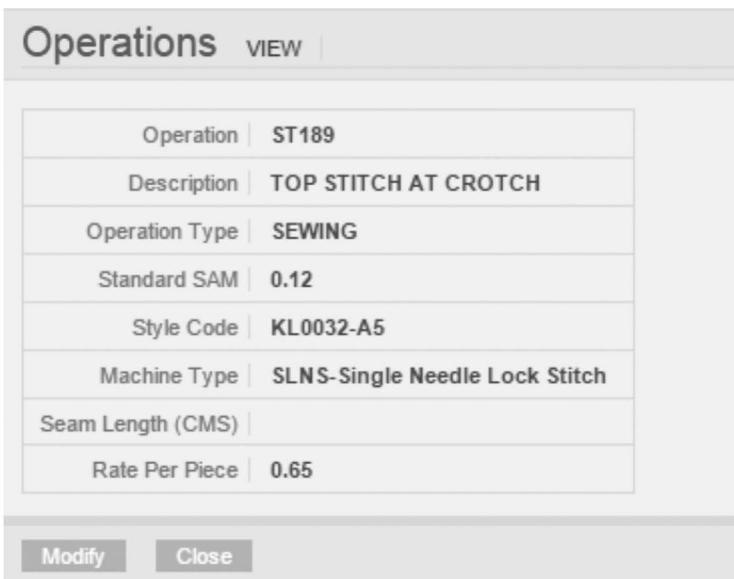 Operations VIEW
Operation ST189
Description TOP STITCH AT CROTCH
Operation Type SEWING
Standard SAM 0.12
Style Code KL0032-A5
Machine Type SLNS-Single Needle Lock Stitch
Seam Length (CMS)
Rate Per Piece 0.65
Modify Close